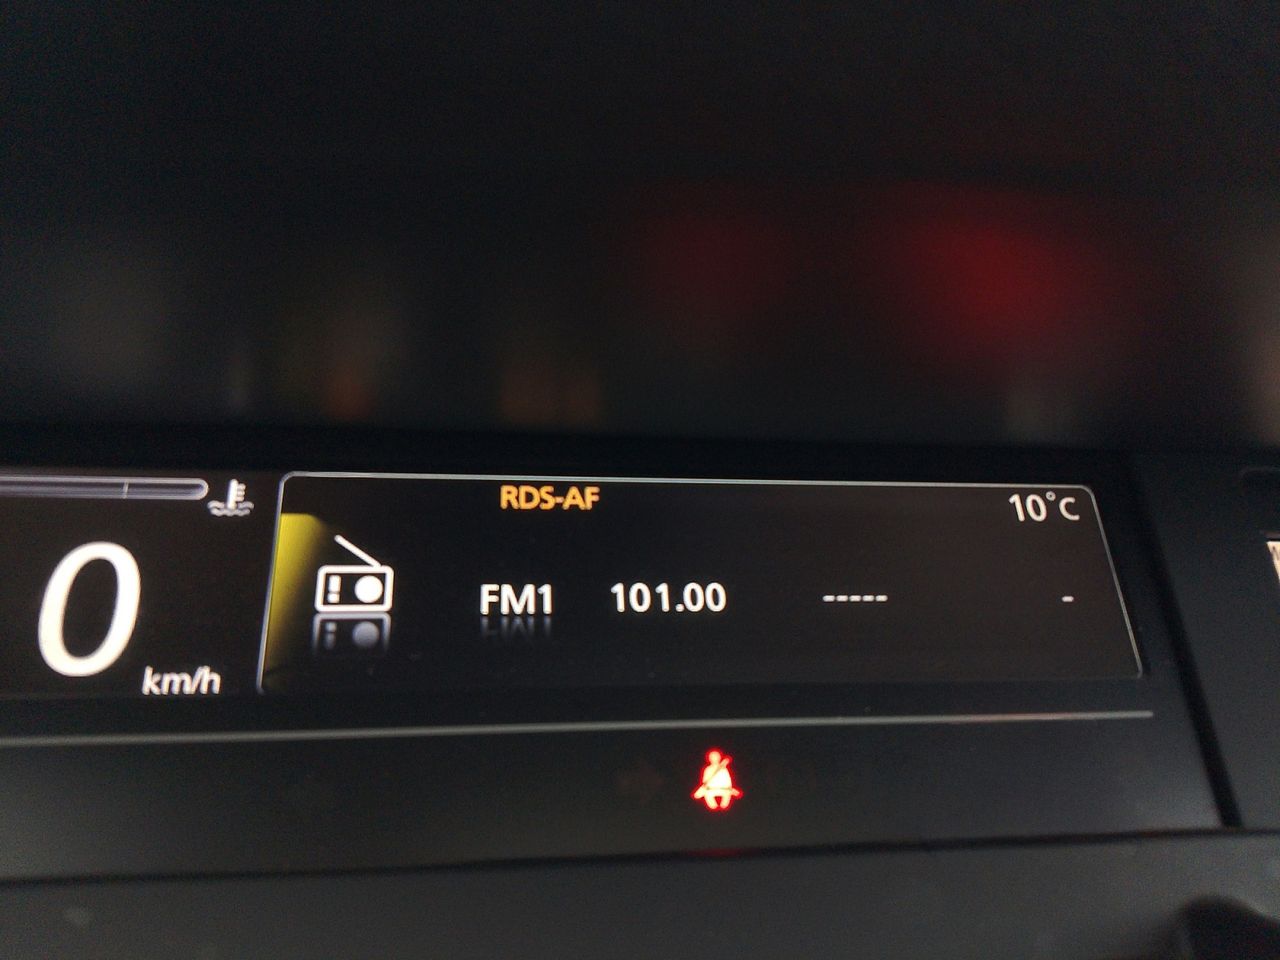 RDS-AF
10°C
0
km/h
FM1 101.00 ----- -